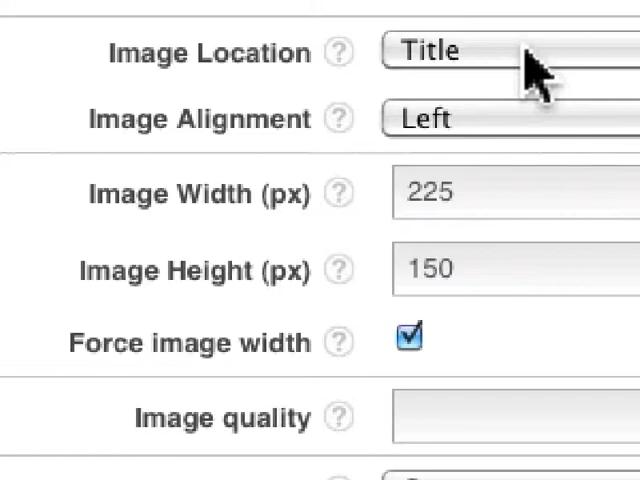 Image Location ? Title
Image Alignment ? Left
Image Width (px) ? 225
Image Height (px) ? 150
Force image width ?
Image quality ?